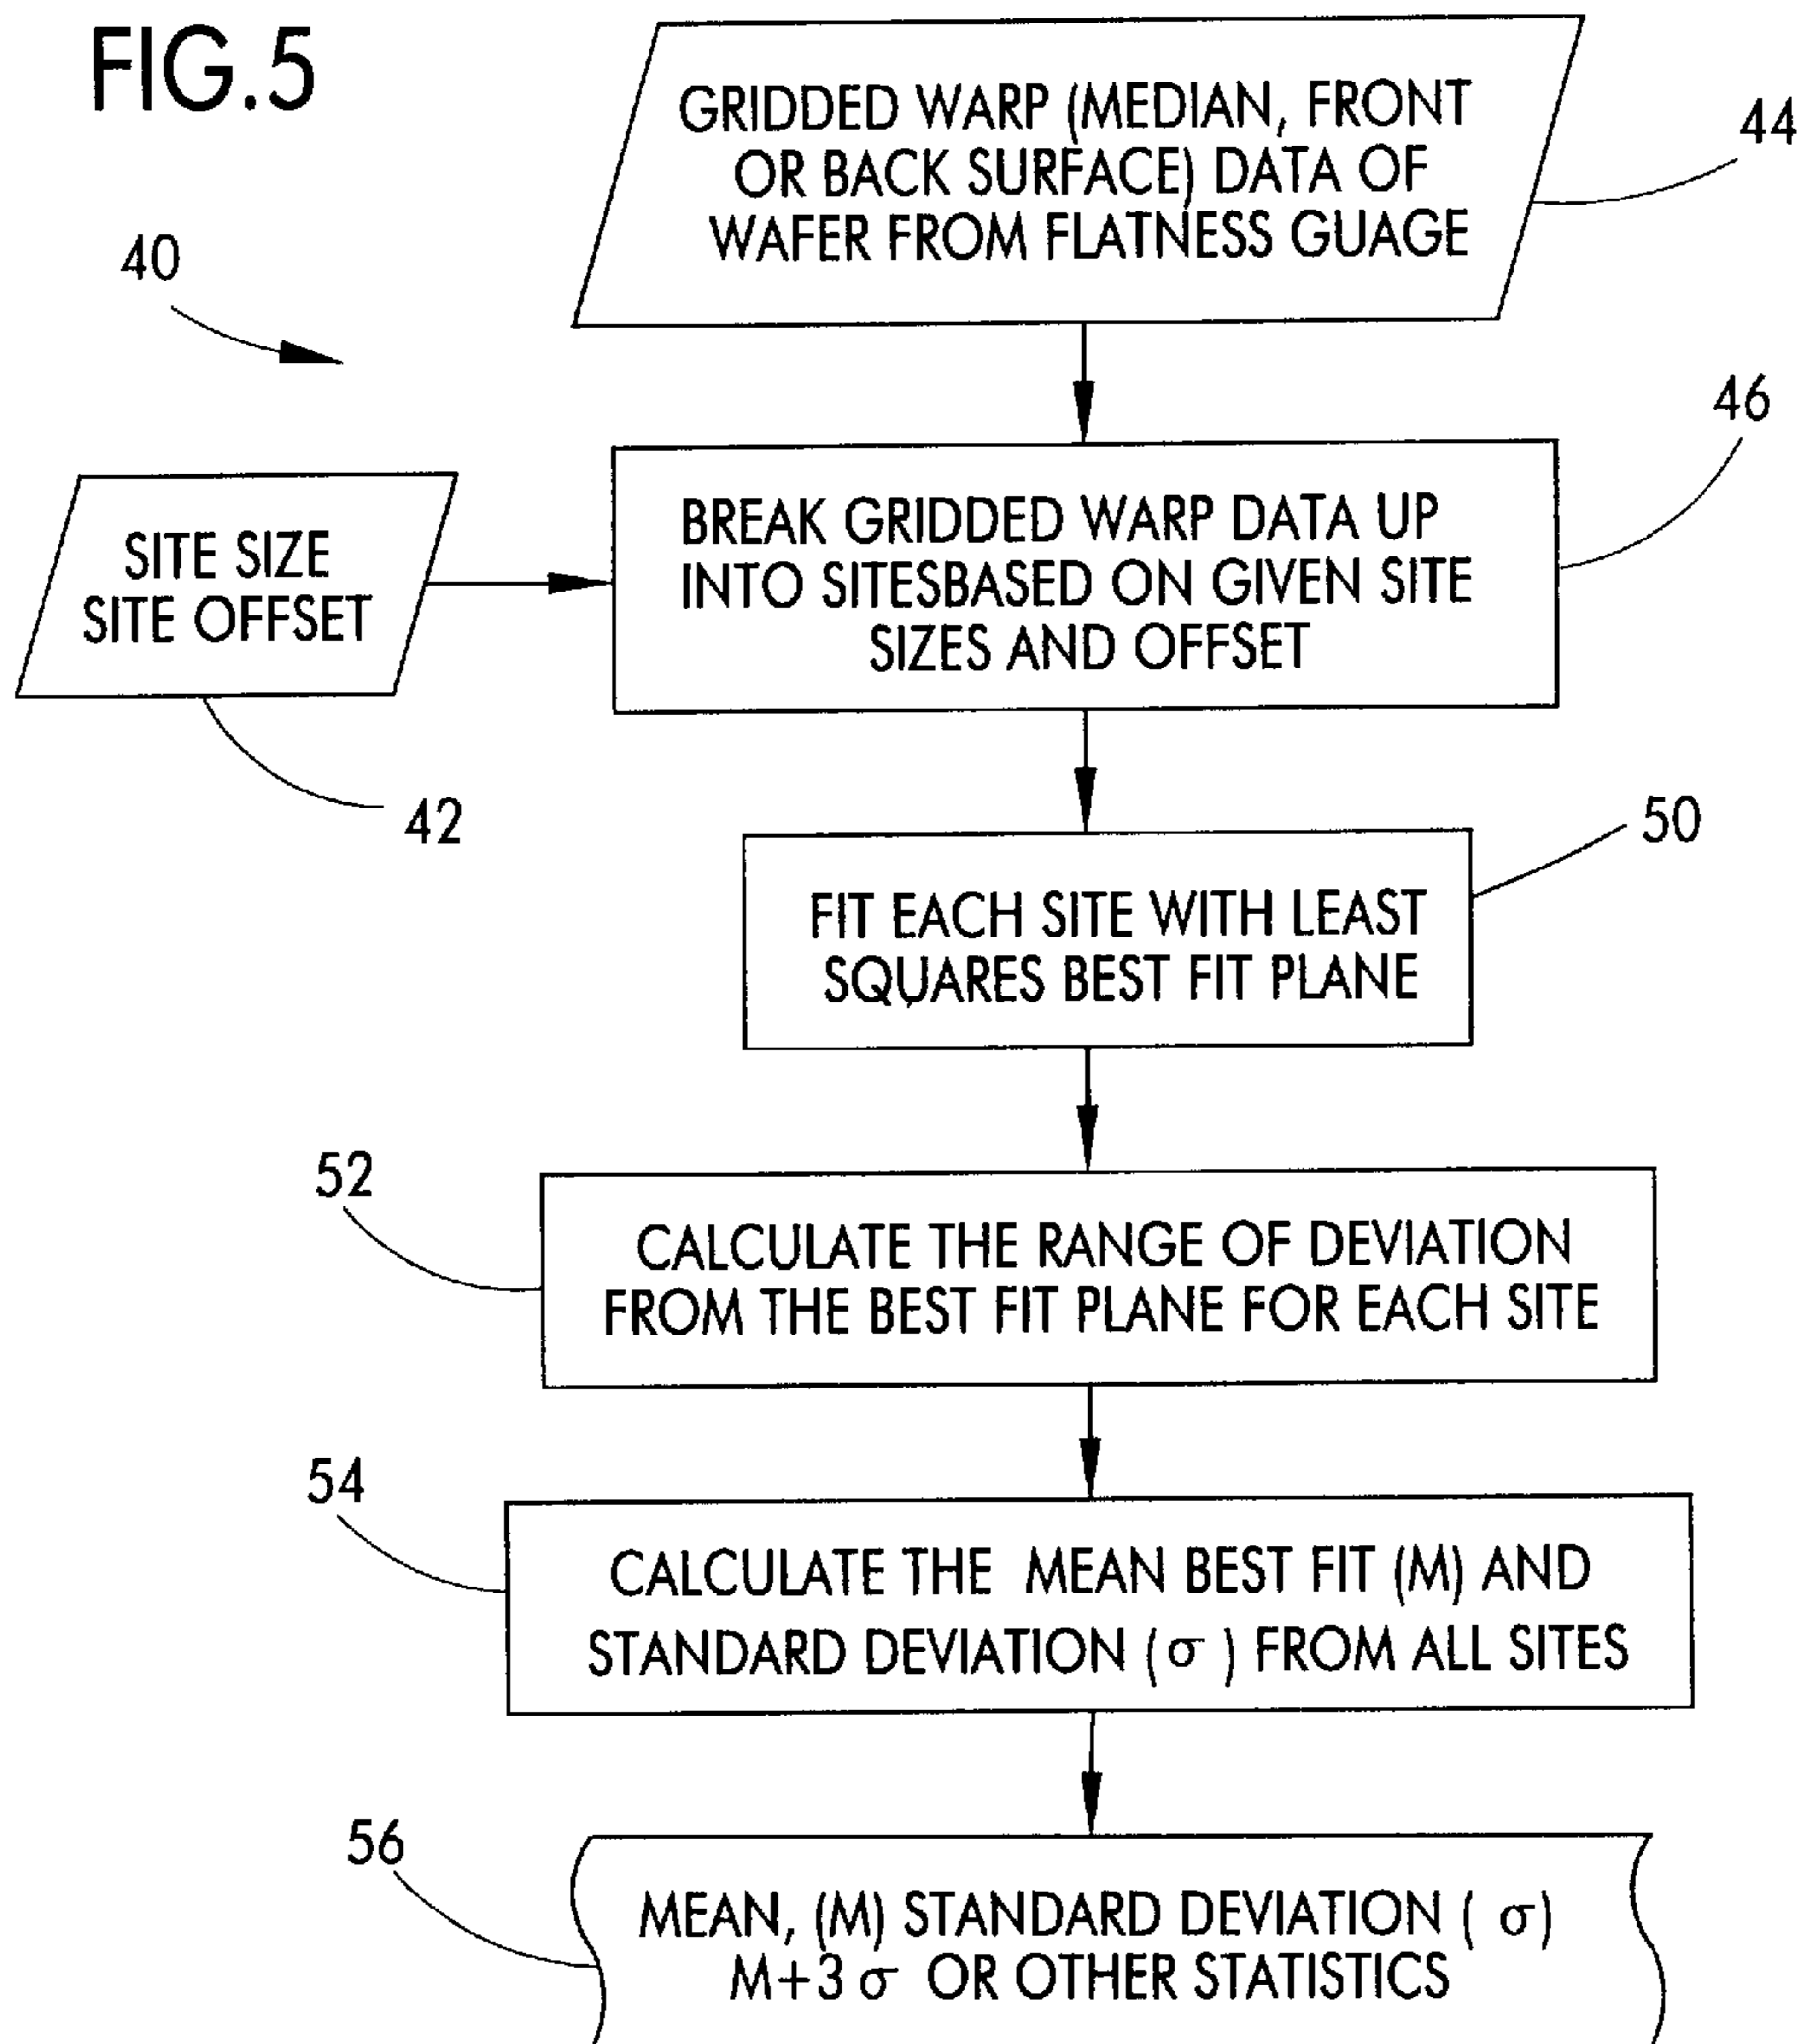 FIG.5
GRIDDED WARP (MEDIAN, FRONT
OR BACK SURFACE) DATA OF
WAFER FROM FLATNESS GUAGE
44
40
46
SITE SIZE
SITE OFFSET
42
BREAK GRIDDED WARP DATA UP
INTO SITESBASED ON GIVEN SITE
SIZES AND OFFSET
50
FIT EACH SITE WITH LEAST
SQUARES BEST FIT PLANE
52
CALCULATE THE RANGE OF DEVIATION
FROM THE BEST FIT PLANE FOR EACH SITE
54
CALCULATE THE MEAN BEST FIT (M) AND
STANDARD DEVIATION (σ) FROM ALL SITES
56
MEAN, (M) STANDARD DEVIATION ( σ)
M+3 σ OR OTHER STATISTICS